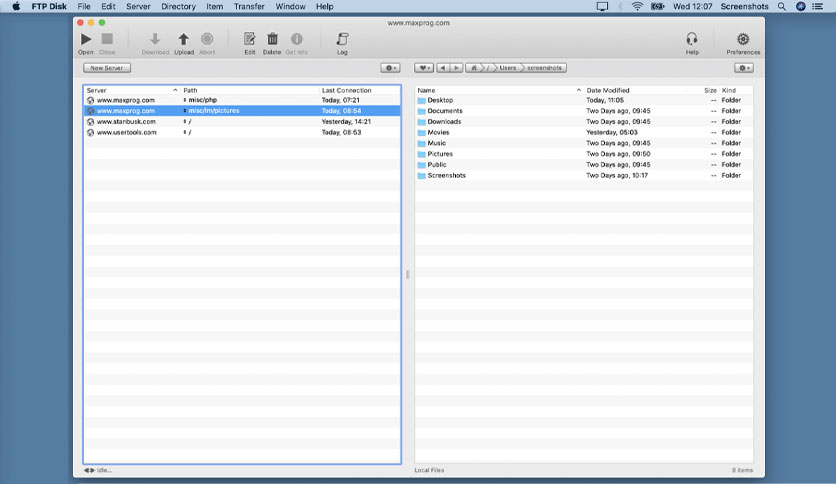 FTP Disk File Edit Server Directory Item Transfer Window Help Wed 12:07 Screenshots
www.maxprog.com
Open Close Download Upload Abort Edit Delete Get Info Log Help Preferences
New Server / Users screenshots
Server Path Last Connection
www.maxprog.com misc/php Today, 07:21
www.maxprog.com misc/lm/pictures Today, 08:54
www.stanbusk.com / Yesterday, 14:21
www.usertools.com / Today, 08:53
Name Date Modified Size Kind
Desktop Today, 11:05 -- Folder
Documents Two Days ago, 09:45 -- Folder
Downloads Two Days ago, 09:45 -- Folder
Movies Yesterday, 05:03 -- Folder
Music Two Days ago, 09:45 -- Folder
Pictures Two Days ago, 09:50 -- Folder
Public Two Days ago, 09:45 -- Folder
Screenshots Two Days ago, 10:17 -- Folder
Idle... Local Files 8 items